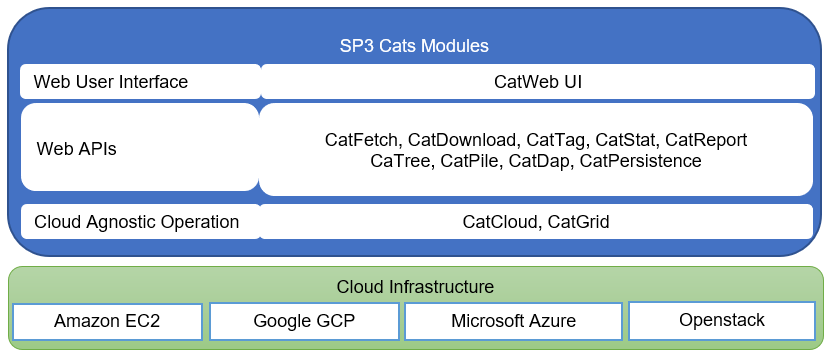 SP3 Cats Modules
Web User Interface
CatWeb UI
Web APIs
CatFetch, CatDownload, CatTag, CatStat, CatReport
CaTree, CatPile, CatDap, CatPersistence
Cloud Agnostic Operation
CatCloud, CatGrid
Cloud Infrastructure
Amazon EC2
Google GCP
Microsoft Azure
Openstack